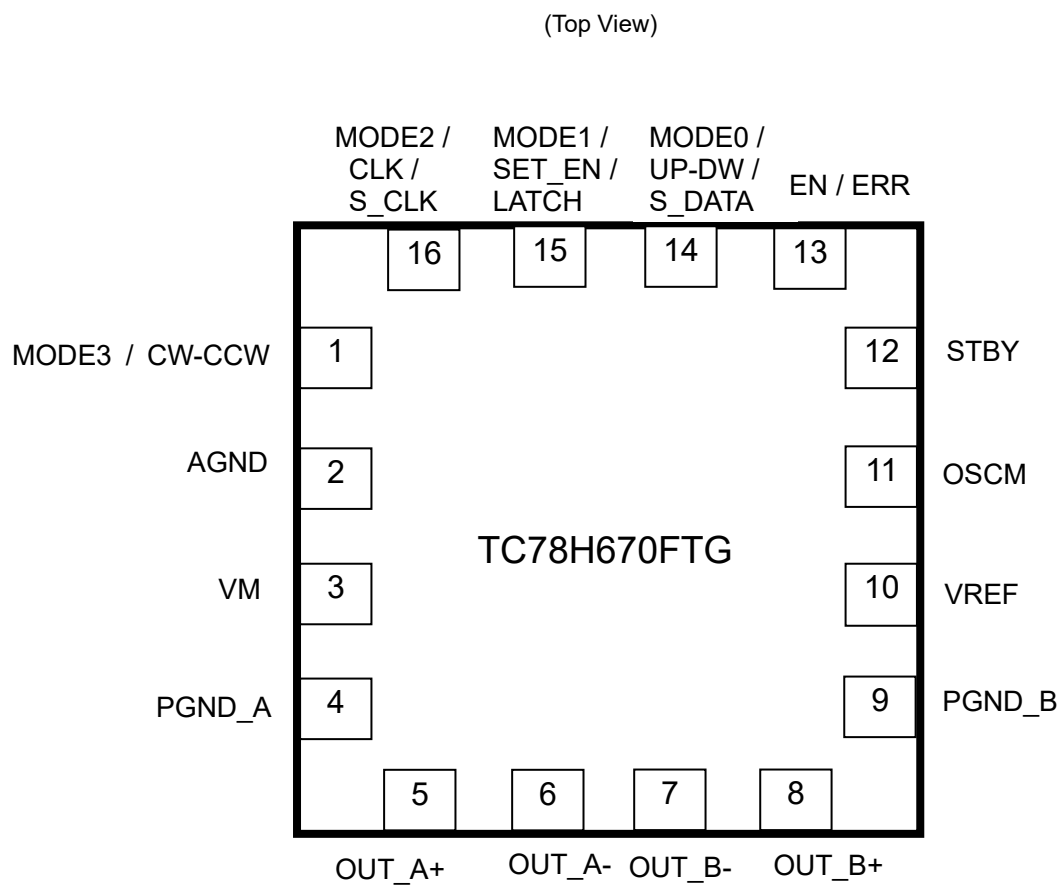 (Top View)
MODE2 /
CLK /
S_CLK
MODE1 /
SET_EN /
LATCH
MODE0 /
UP-DW /
S_DATA
EN / ERR
16
15
14
13
MODE3 / CW-CCW
1
12
STBY
AGND
2
11
OSCM
TC78H670FTG
VM
3
10
VREF
PGND_A
4
9
PGND_B
5
6
7
8
OUT_A+
OUT_A-
OUT_B-
OUT_B+